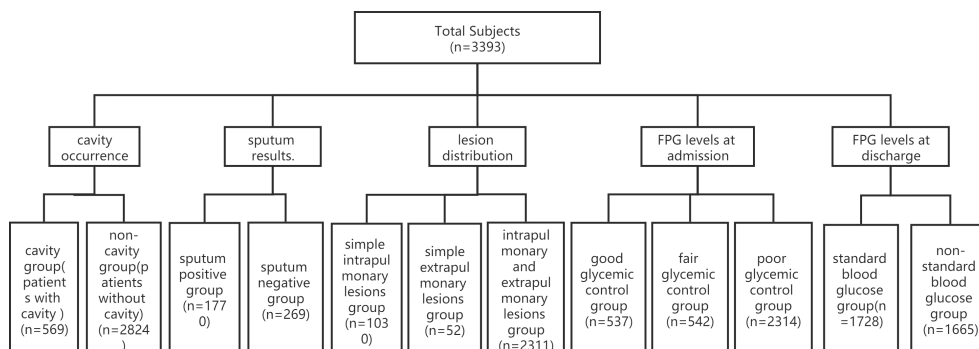 Total Subjects
(n=3393)
cavity
occurrence
sputum
results.
lesion
distribution
FPG levels at
admission
FPG levels at
discharge
cavity
group(
patient
s with
cavity )
(n=569)
non-
cavity
group(p
atients
without
cavity)
(n=2824
)
sputum
positive
group
(n=177
0)
sputum
negative
group
(n=269)
simple
intrapul
monary
lesions
group
(n=103
0)
simple
extrapul
monary
lesions
group
(n=52)
intrapul
monary
and
extrapul
monary
lesions
group
(n=2311)
good
glycemic
control
group
(n=537)
fair
glycemic
control
group
(n=542)
poor
glycemic
control
group
(n=2314)
standard
blood
glucose
group(n
=1728)
non-
standard
blood
glucose
group
(n=1665)